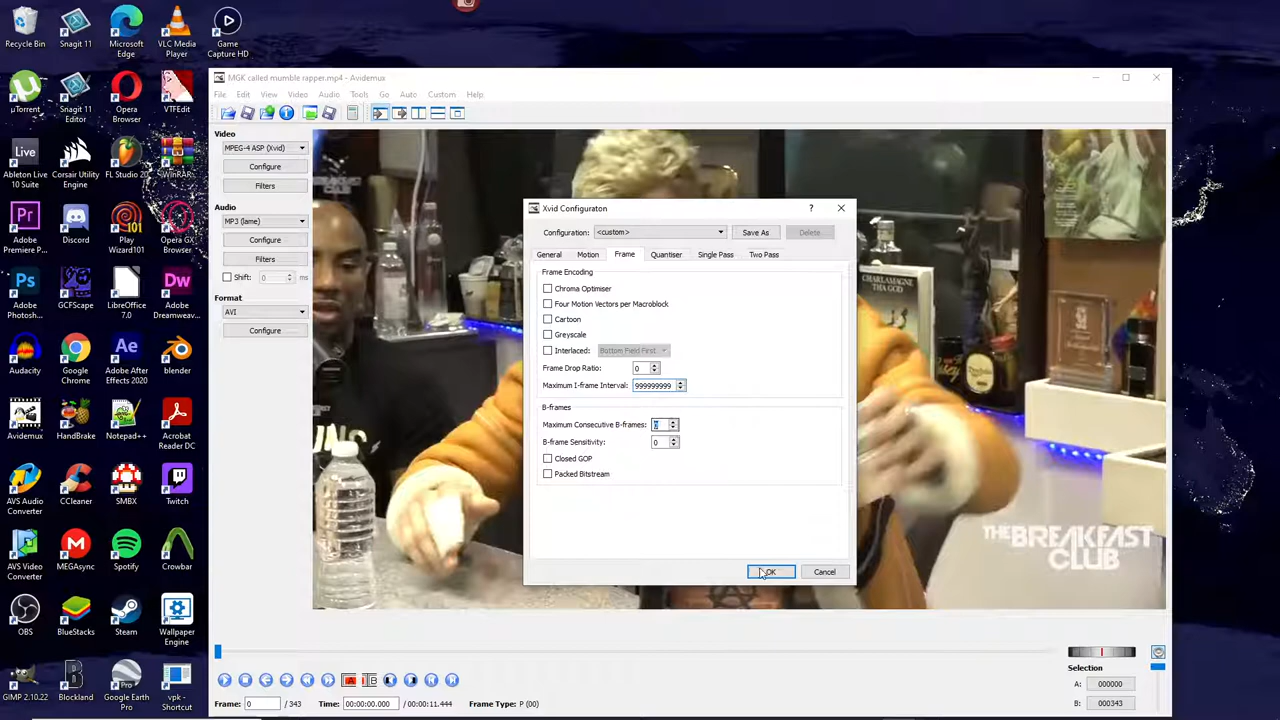 Recycle Bin
Snagit 11
Microsoft Edge
VLC Media Player
Game Capture HD
µTorrent
Snagit 11 Editor
Opera Browser
VTFEdit
Ableton Live 10 Suite
Corsair Utility Engine
FL Studio 20
WinRAR
Adobe Premiere P...
Discord
Play Wizard101
Opera GX Browser
Adobe Photosh...
GCFScape
LibreOffice 7.0
Adobe Dreamweav...
Audacity
Google Chrome
Adobe After Effects 2020
blender
Avidemux
HandBrake
Notepad++
Acrobat Reader DC
AVS Audio Converter
CCleaner
SMBX
Twitch
AVS Video Converter
MEGAsync
Spotify
Crowbar
OBS
BlueStacks
Steam
Wallpaper Engine
GIMP 2.10.22
Blockland
Google Earth Pro
vpk - Shortcut
MGK called mumble rapper.mp4 - Avidemux
File Edit View Video Audio Tools Go Auto Custom Help
Video
MPEG-4 ASP (Xvid)
Configure
Filters
Audio
MP3 (lame)
Configure
Filters
Shift: 0 ms
Format
AVI
Configure
Xvid Configuraton
?
Configuration: <custom> Save As Delete
General Motion Frame Quantiser Single Pass Two Pass
Frame Encoding
Chroma Optimiser
Four Motion Vectors per Macroblock
Cartoon
Greyscale
Interlaced: Bottom Field First
Frame Drop Ratio: 0
Maximum I-frame Interval: 999999999
B-frames
Maximum Consecutive B-frames: 0
B-frame Sensitivity: 0
Closed GOP
Packed Bitstream
OK Cancel
CHARLAMAGNE
THA GOD
THE BREAKFAST
CLUB
A B
Selection
A: 000000
B: 000343
Frame: 0 / 343 Time: 00:00:00.000 / 00:00:11.444 Frame Type: P (00)